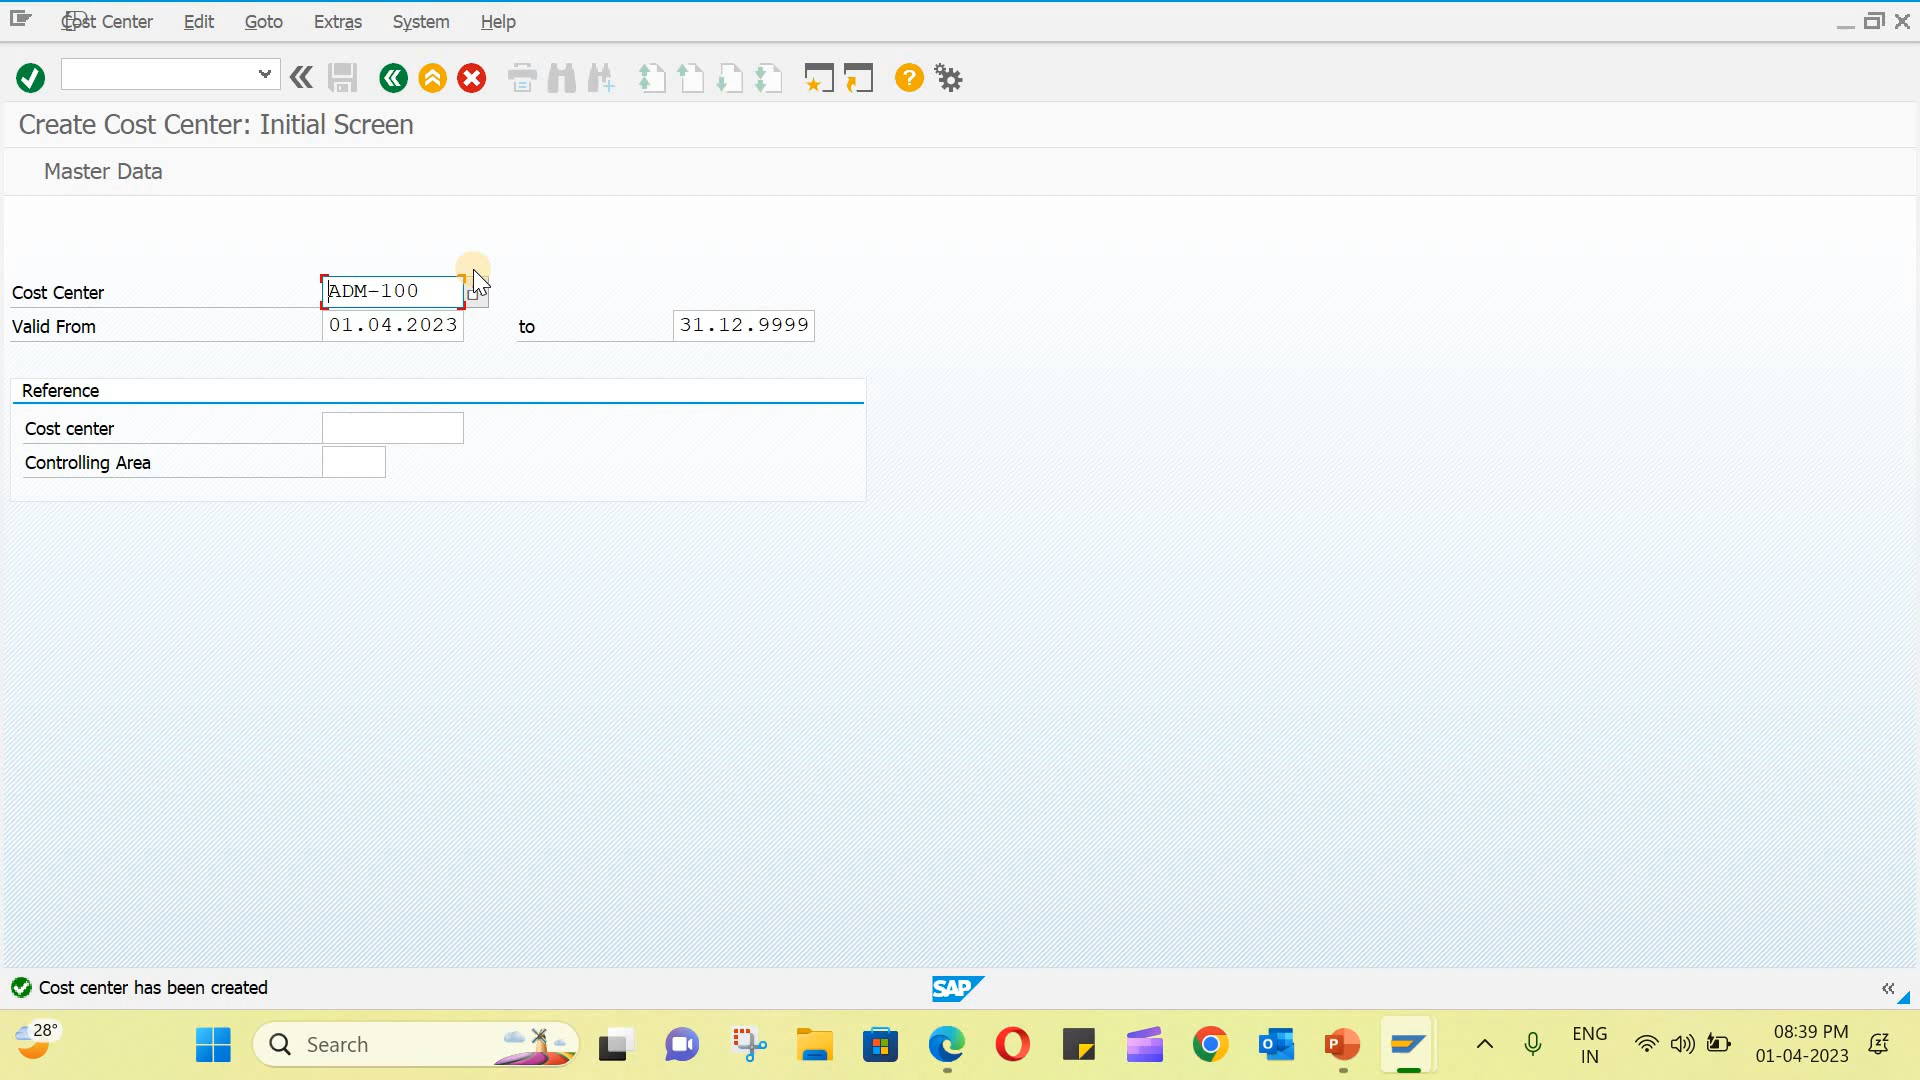 Cost Center Edit Goto Extras System Help
Create Cost Center: Initial Screen
Master Data
Cost Center ADM-100
Valid From 01.04.2023 to 31.12.9999
Reference
Cost center
Controlling Area
Cost center has been created
SAP
28°
Search
ENG
IN
08:39 PM
01-04-2023